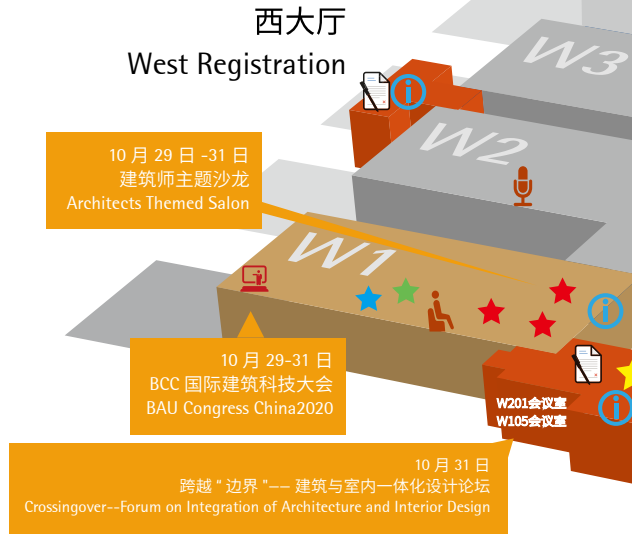 西大厅
West Registration
W3
W2
10 月 29 日 -31 日
建筑师主题沙龙
Architects Themed Salon
W1
10 月 29-31 日
BCC 国际建筑科技大会
BAU Congress China2020
W201会议室
W105会议室
10 月 31 日
跨越 “ 边界 ”—— 建筑与室内一体化设计论坛
Crossingover--Forum on Integration of Architecture and Interior Design